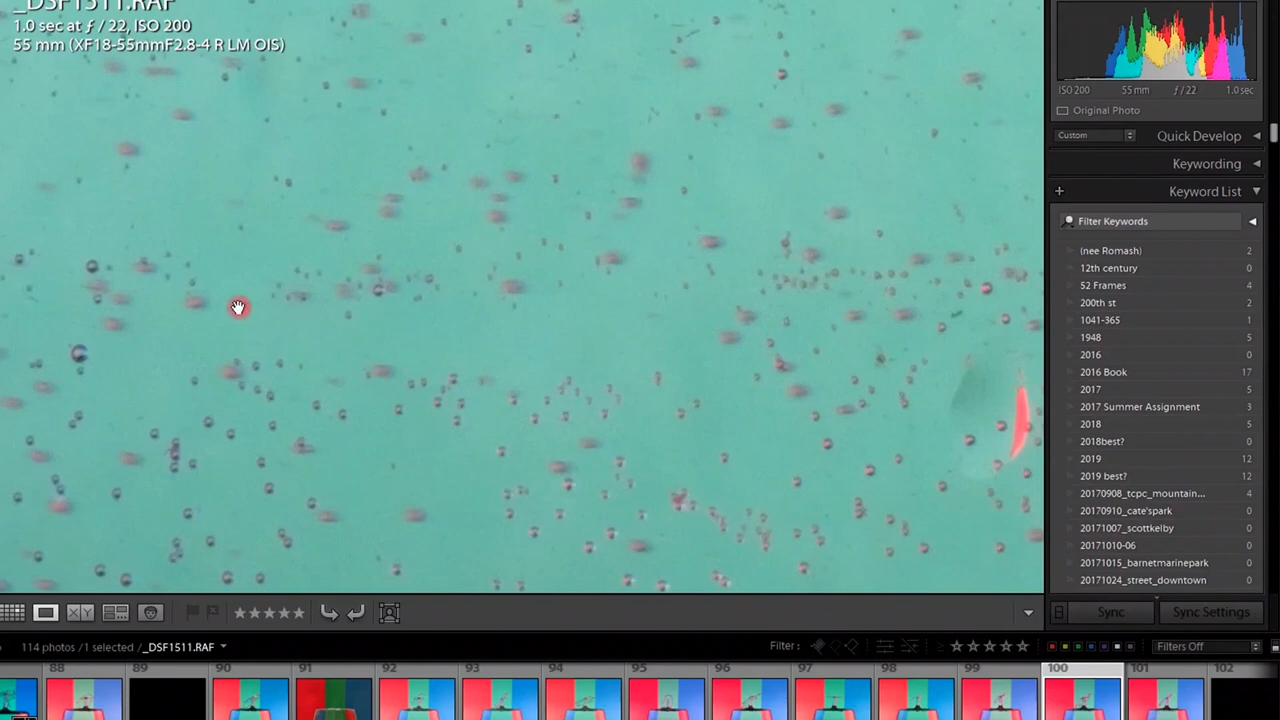 _DSF1511.RAF
1.0 sec at ƒ / 22, ISO 200
55 mm (XF18-55mmF2.8-4 R LM OIS)
ISO 200 55 mm ƒ / 22 1.0 sec
Original Photo
Custom Quick Develop
Keywording
+ Keyword List
Filter Keywords
(nee Romash) 2
12th century 0
52 Frames 4
200th st 2
1041-365 1
1948 5
2016 0
2016 Book 17
2017 5
2017 Summer Assignment 3
2018 5
2018best? 0
2019 12
2019 best? 12
20170908_tcpc_mountain... 4
20170910_cate'spark 0
20171007_scottkelby 0
20171010-06 0
20171015_barnetmarinepark 0
20171024_street_downtown 0
XY
Sync Sync Settings
114 photos /1 selected /_DSF1511.RAF
Filter : Filters Off
88 89 90 91 92 93 94 95 96 97 98 99 100 101 102